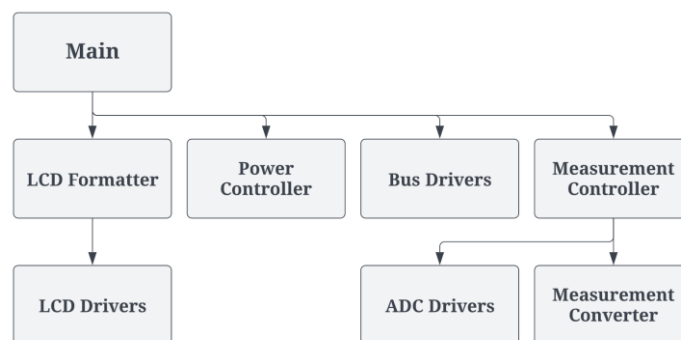 Main
LCD Formatter
Power
Controller
Bus Drivers
Measurement
Controller
LCD Drivers
ADC Drivers
Measurement
Converter